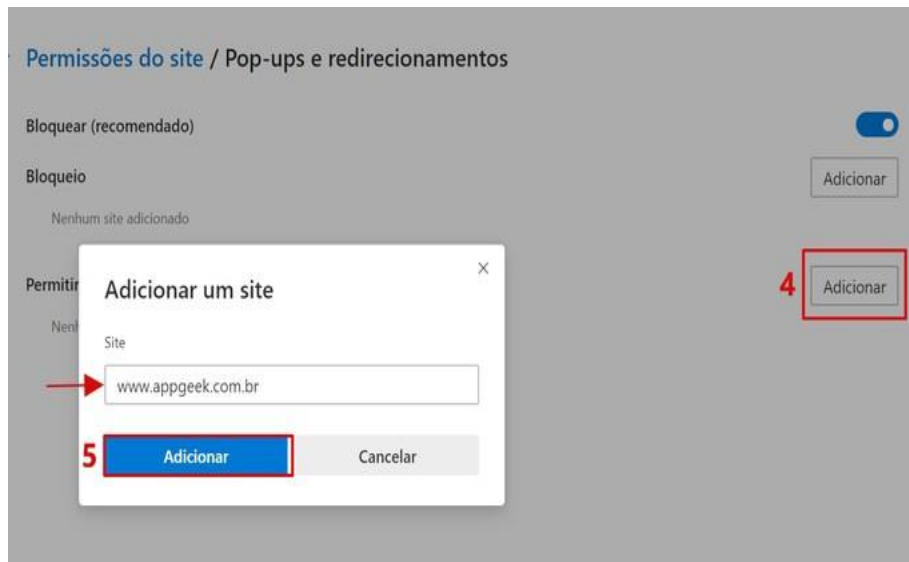 Permissões do site / Pop-ups e redirecionamentos
Bloquear (recomendado)
Bloqueio
Adicionar
Nenhum site adicionado
Permitir
4
Adicionar
Adicionar um site
Site
www.appgeek.com.br
5
Adicionar
Cancelar